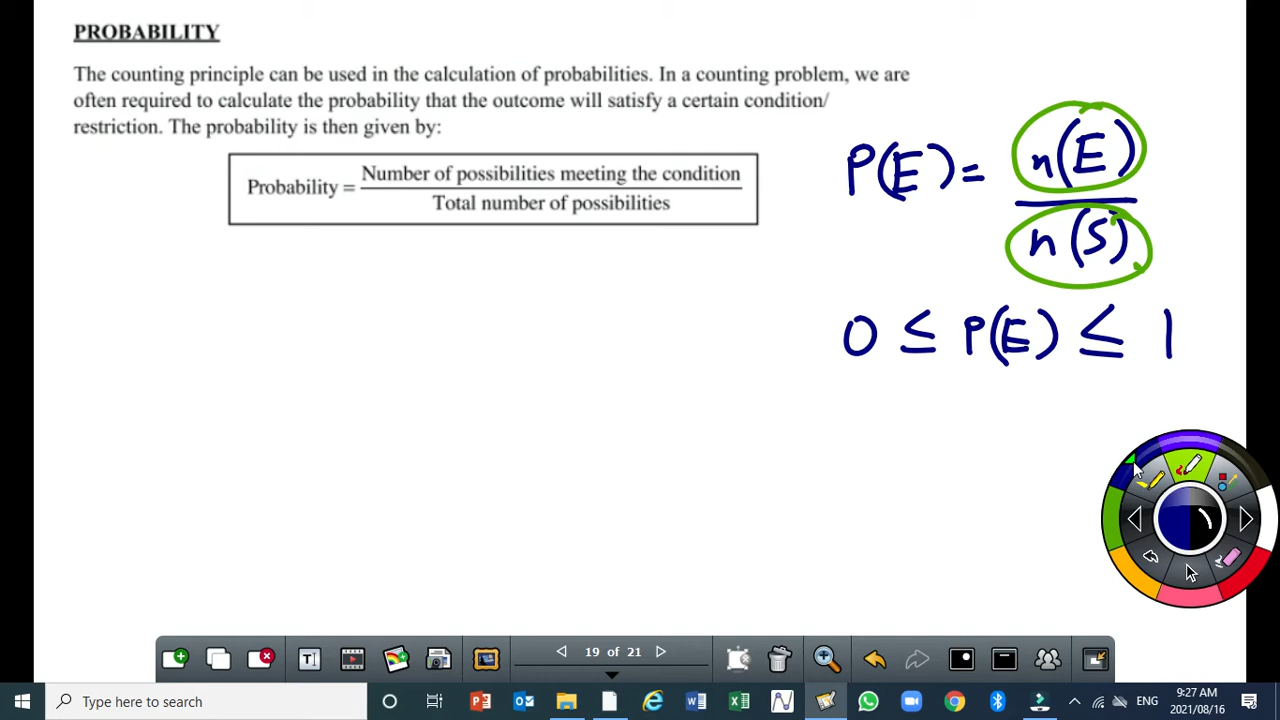 PROBABILITY
The counting principle can be used in the calculation of probabilities. In a counting problem, we are
often required to calculate the probability that the outcome will satisfy a certain condition/
restriction. The probability is then given by:
Probability = Number of possibilities meeting the condition
Total number of possibilities
P(E) = n(E)
n(S)
0 ≤ P(E) ≤ 1
19 of 21
Type here to search
ENG
9:27 AM
2021/08/16